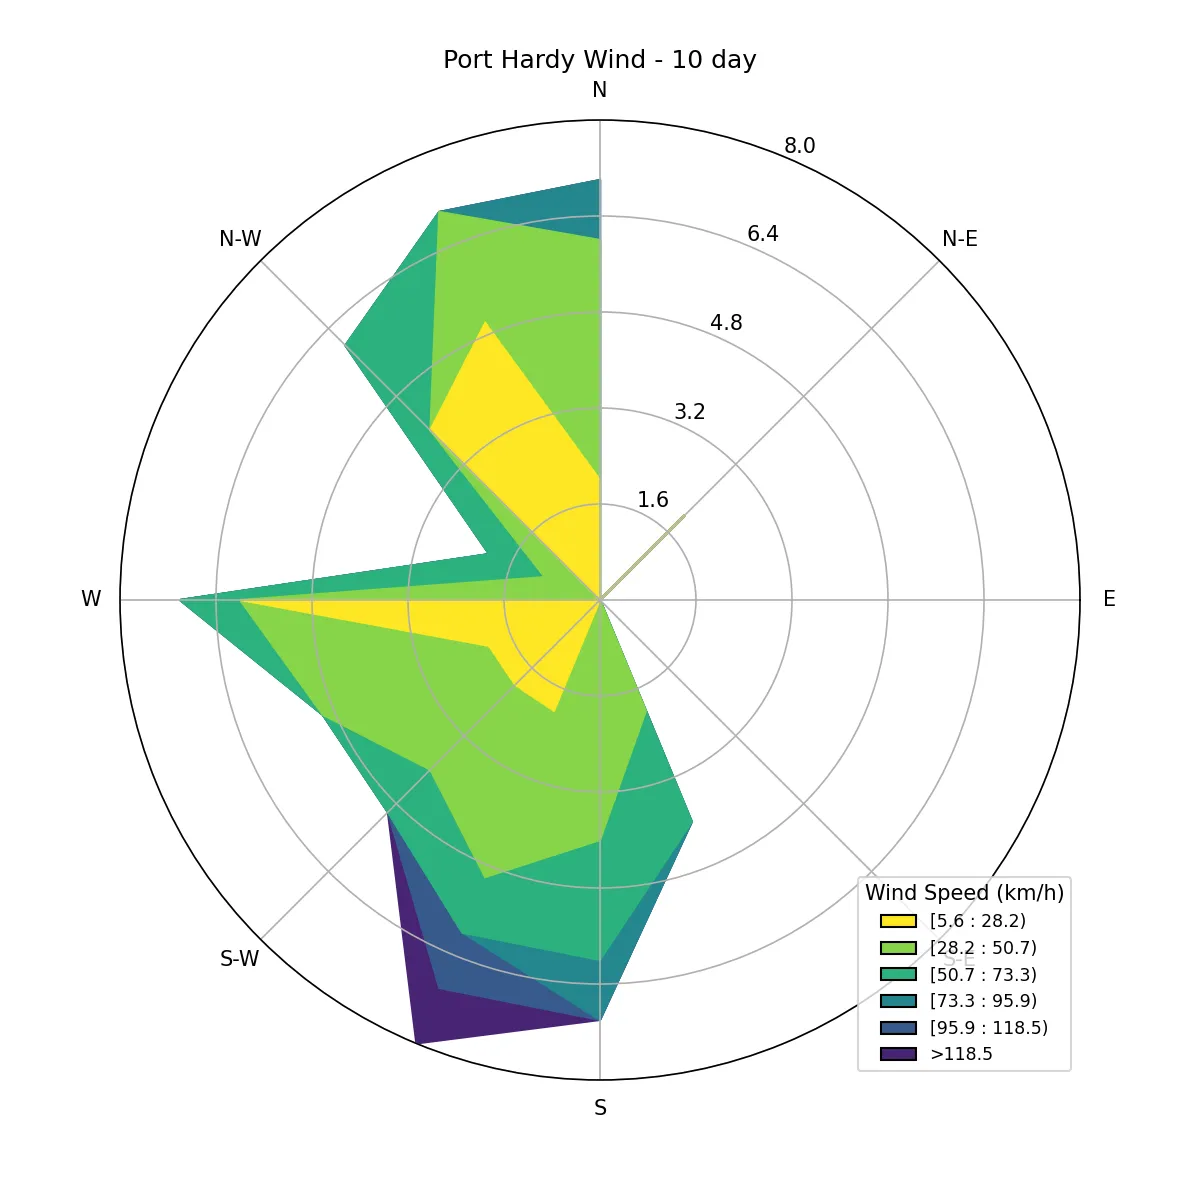 Port Hardy Wind - 10 day
N
8.0
N-W
6.4
N-E
4.8
3.2
1.6
W
E
Wind Speed (km/h)
[5.6 : 28.2)
[28.2 : 50.7)
S-W
S-E
[50.7 : 73.3)
[73.3 : 95.9)
[95.9 : 118.5)
>118.5
S